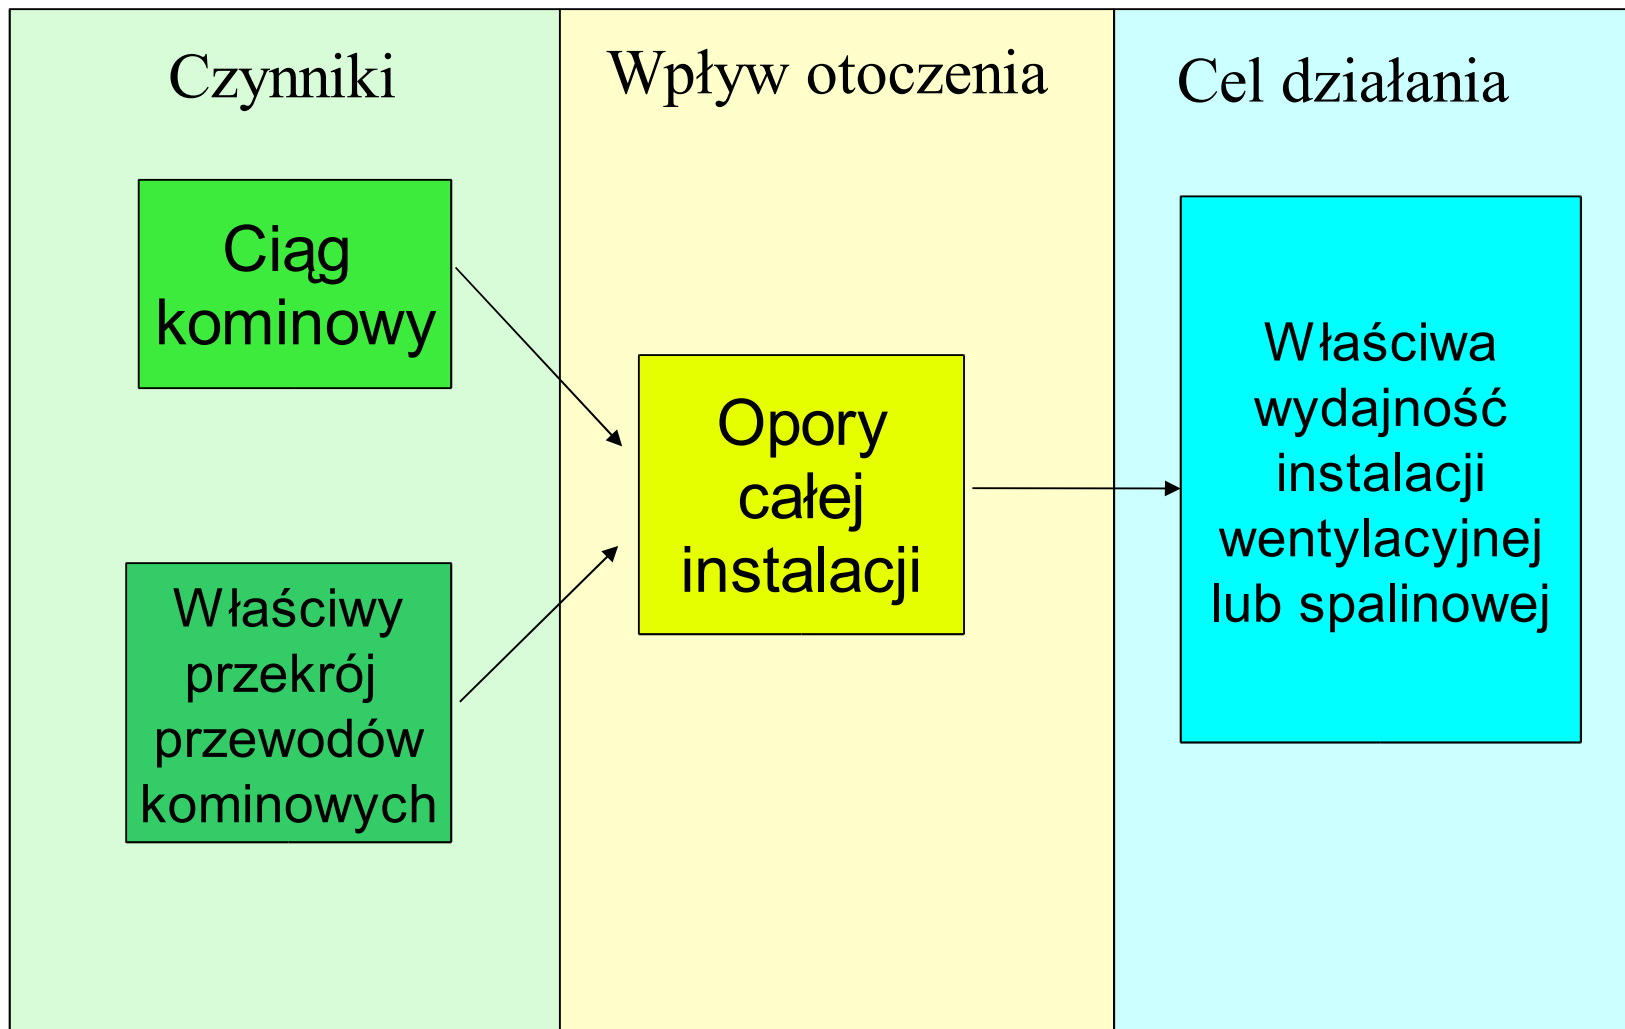 Czynniki
Wpływ otoczenia
Cel działania
Ciąg
kominowy
Właściwy
przekrój
przewodów
kominowych
Opory
całej
instalacji
Właściwa
wydajność
instalacji
wentylacyjnej
lub spalinowej